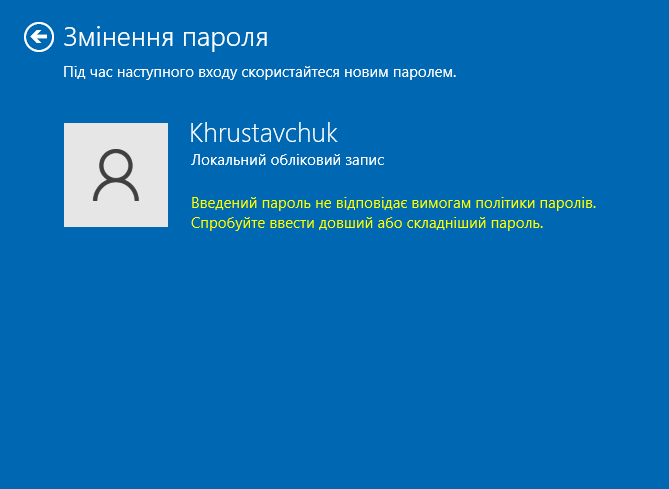 Змінення пароля
Під час наступного входу скористайтеся новим паролем.
Khrustavchuk
Локальний обліковий запис
Введений пароль не відповідає вимогам політики паролів.
Спробуйте ввести довший або складніший пароль.